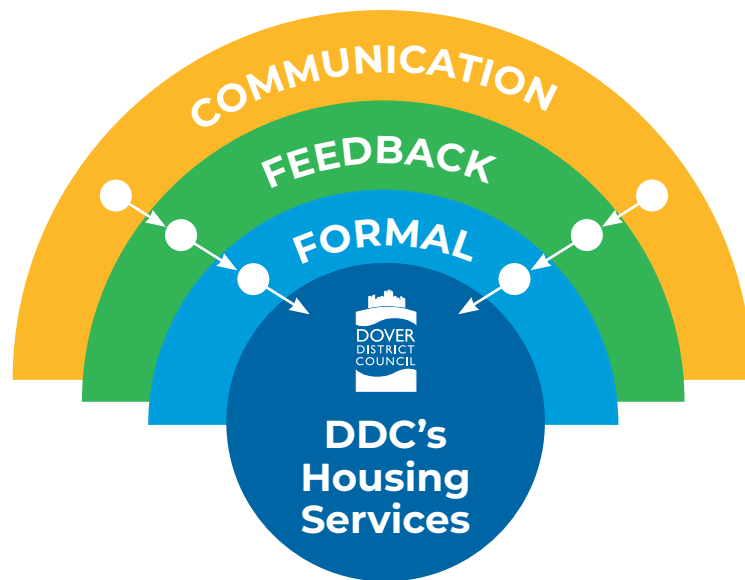 COMMUNICATION
FEEDBACK
FORMAL
DOVER
DISTRICT
COUNCIL
DDC’s
Housing
Services